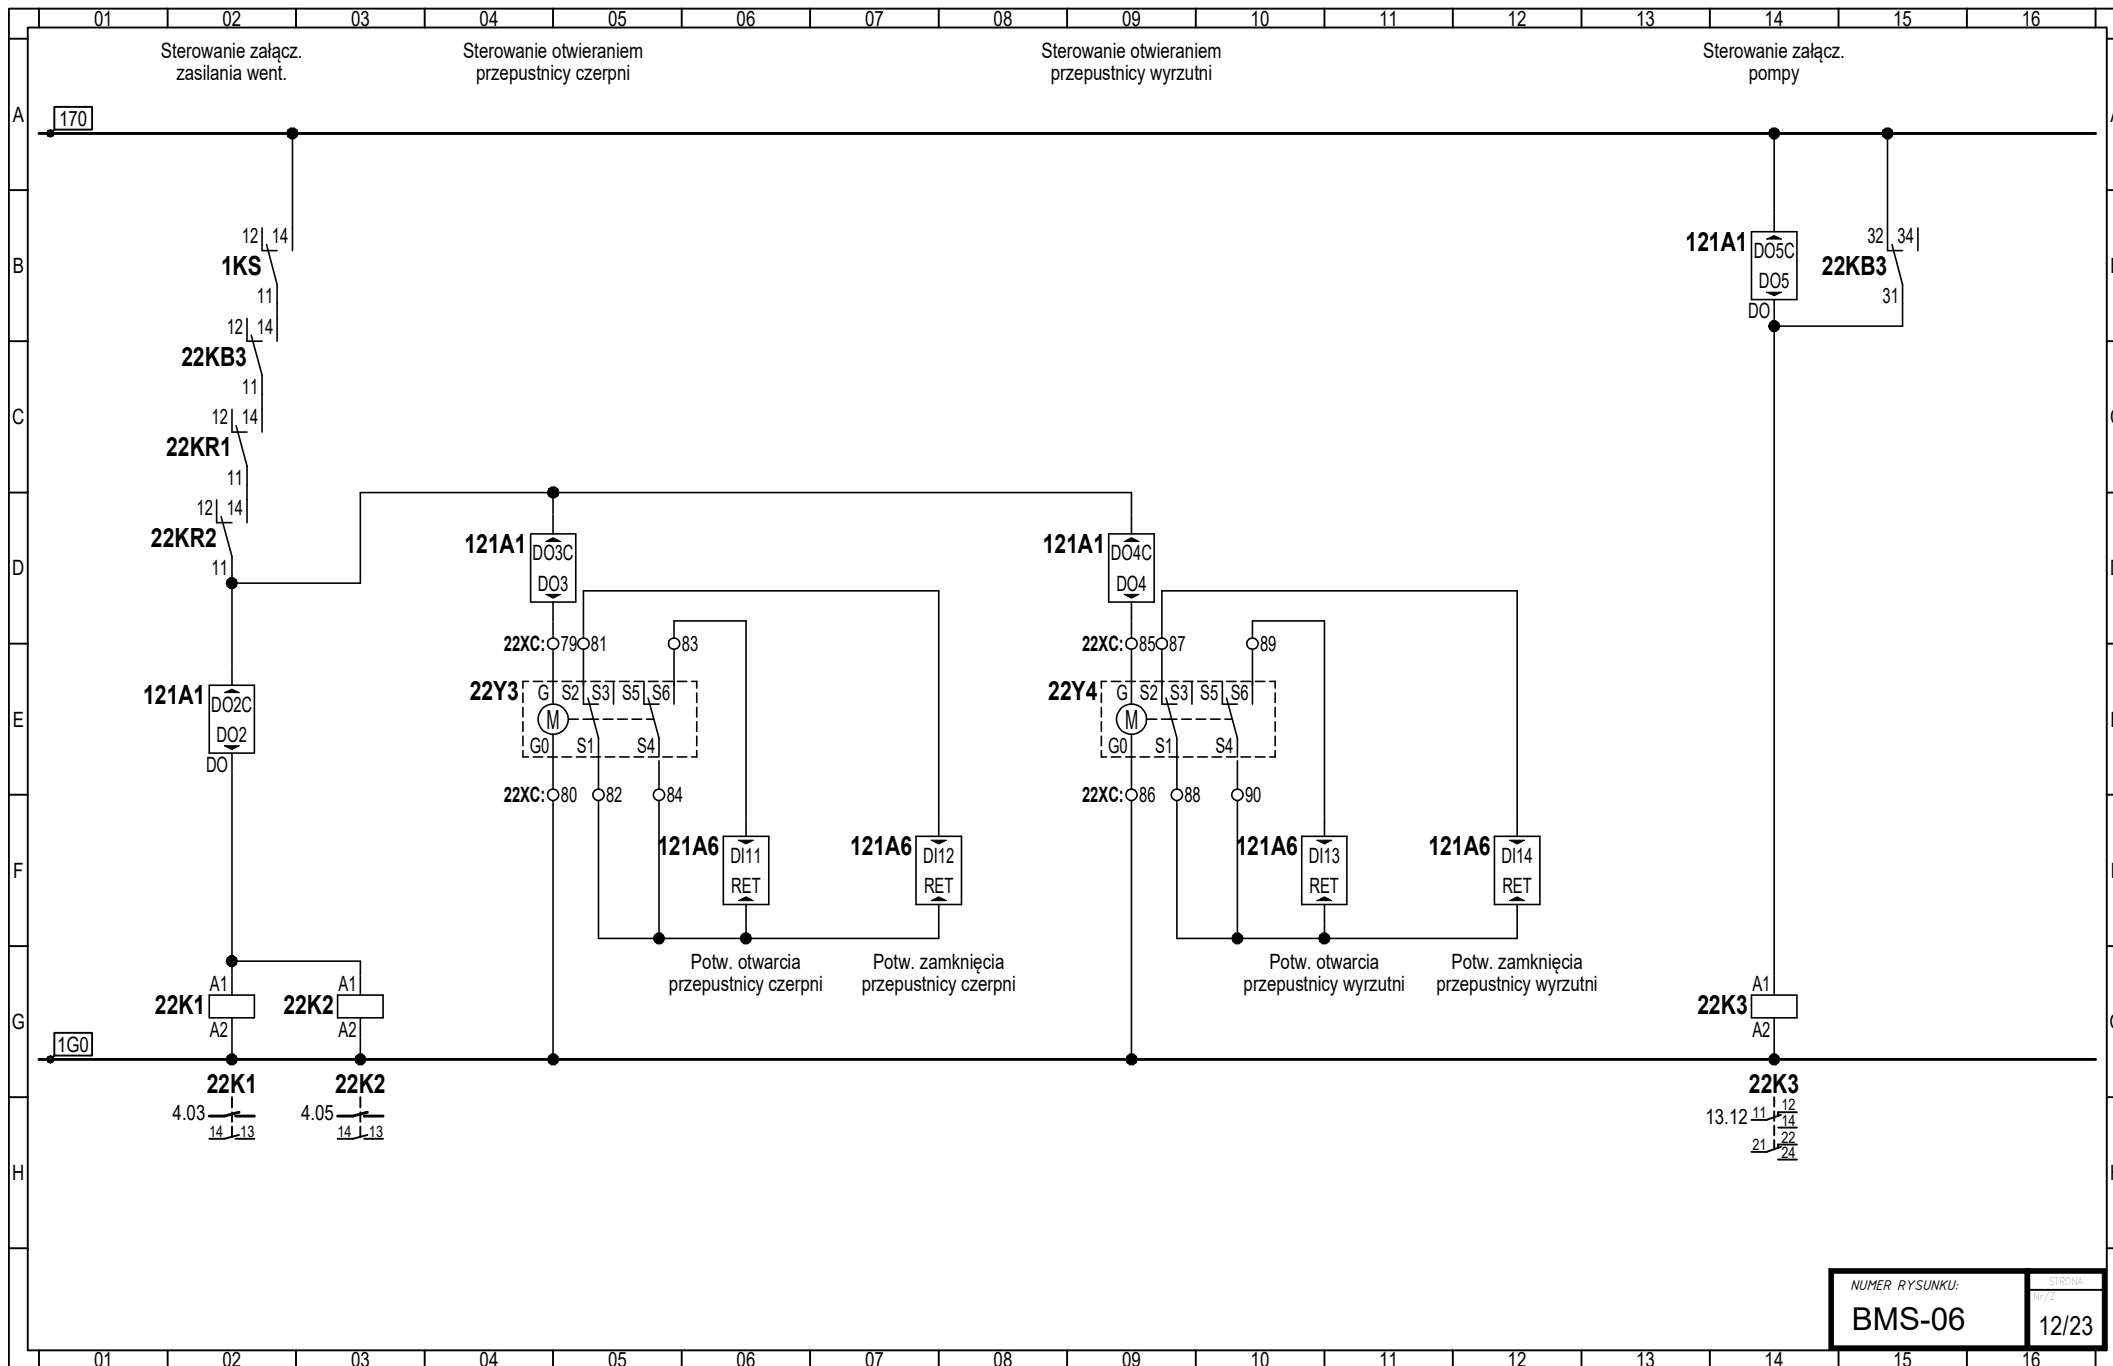 01 02 03 04 05 06 07 08 09 10 11 12 13 14 15 16
Sterowanie załącz.
zasilania went.
Sterowanie otwieraniem
przepustnicy czerpni
Sterowanie otwieraniem
przepustnicy wyrzutni
Sterowanie załącz.
pompy
A
170
B
12 14
1KS
11
121A1
DO5C
DO5
DO
32 34
22KB3
31
12 14
22KB3
11
C
12 14
22KR1
11
12 14
22KR2
11
D
121A1
DO3C
DO3
121A1
DO4C
DO4
22XC: 79 81 83
22XC: 85 87 89
E
121A1
DO2C
DO2
DO
22Y3
G S2 S3 S5 S6
M
G0 S1 S4
22Y4
G S2 S3 S5 S6
M
G0 S1 S4
22XC: 80 82 84
22XC: 86 88 90
F
121A6
DI11
RET
121A6
DI12
RET
121A6
DI13
RET
121A6
DI14
RET
Potw. otwarcia
przepustnicy czerpni
Potw. zamknięcia
przepustnicy czerpni
Potw. otwarcia
przepustnicy wyrzutni
Potw. zamknięcia
przepustnicy wyrzutni
G
A1
22K1
A2
A1
22K2
A2
A1
22K3
A2
1G0
22K1
4.03
14 13
22K2
4.05
14 13
22K3
13.12 11 12
14
21 22
24
H
NUMER RYSUNKU:
BMS-06
STRONA
Nr/Z
12/23
01 02 03 04 05 06 07 08 09 10 11 12 13 14 15 16